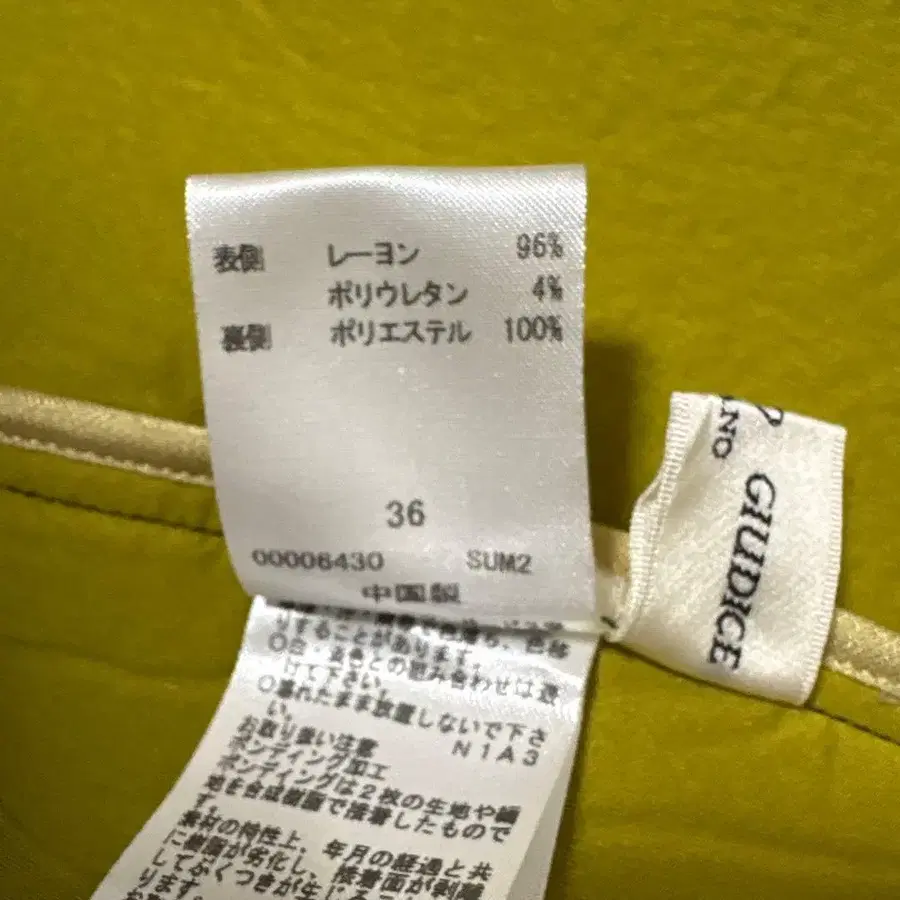 表側 レーヨン 96%
ポリウレタン 4%
裏側 ポリエステル 100%
36
00006430 SUM2
中国製
りすることがあります。
○白・淡色との組み合わせは避
けて下さい。
○濡れたまま放置しないで下さ
い。
N1A3
お取り扱い注意
ボンディング加工
ボンディングは2枚の生地や編
地を合成樹脂で接着したもので
す。
素材の特性上、年月の経過と共
に樹脂が劣化し、接着面が剥離
してぶくつきが生じる
ります。
GIUDICE